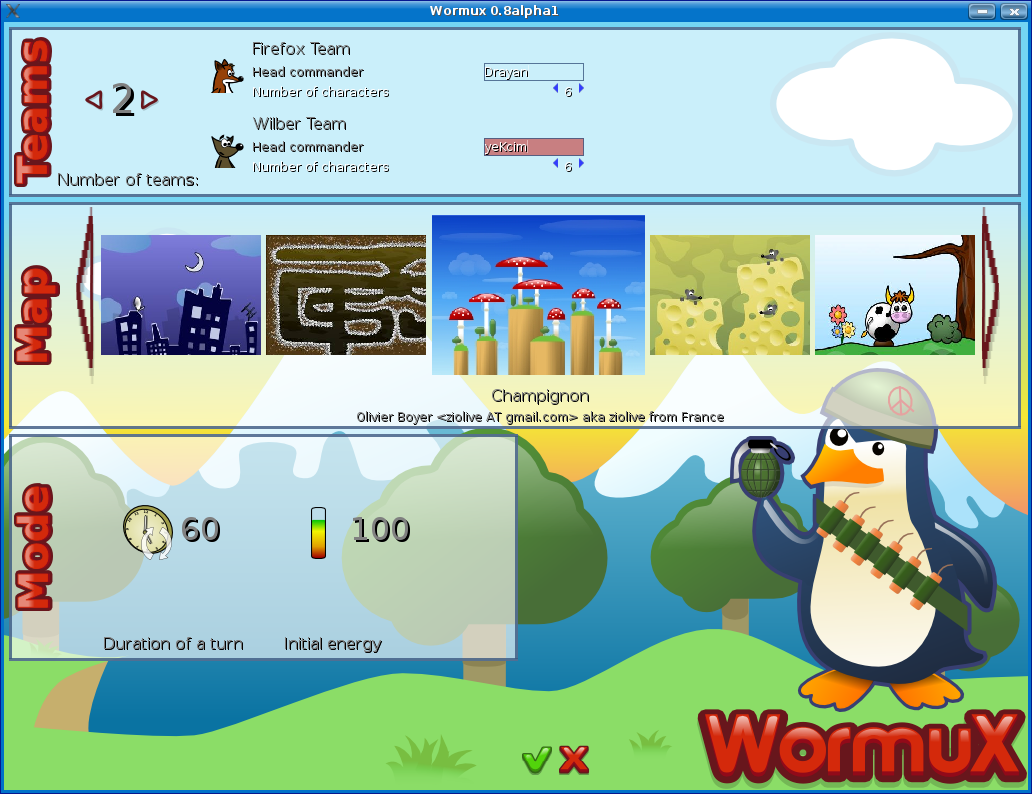 Wormux 0.8alpha1
Teams
2
Number of teams:
Firefox Team
Head commander
Drayan
Number of characters
6
Wilber Team
Head commander
yeKcim
Number of characters
6
Map
Champignon
Olivier Boyer <ziolive AT gmail.com> aka ziolive from France
Mode
60
100
Duration of a turn
Initial energy
WormuX